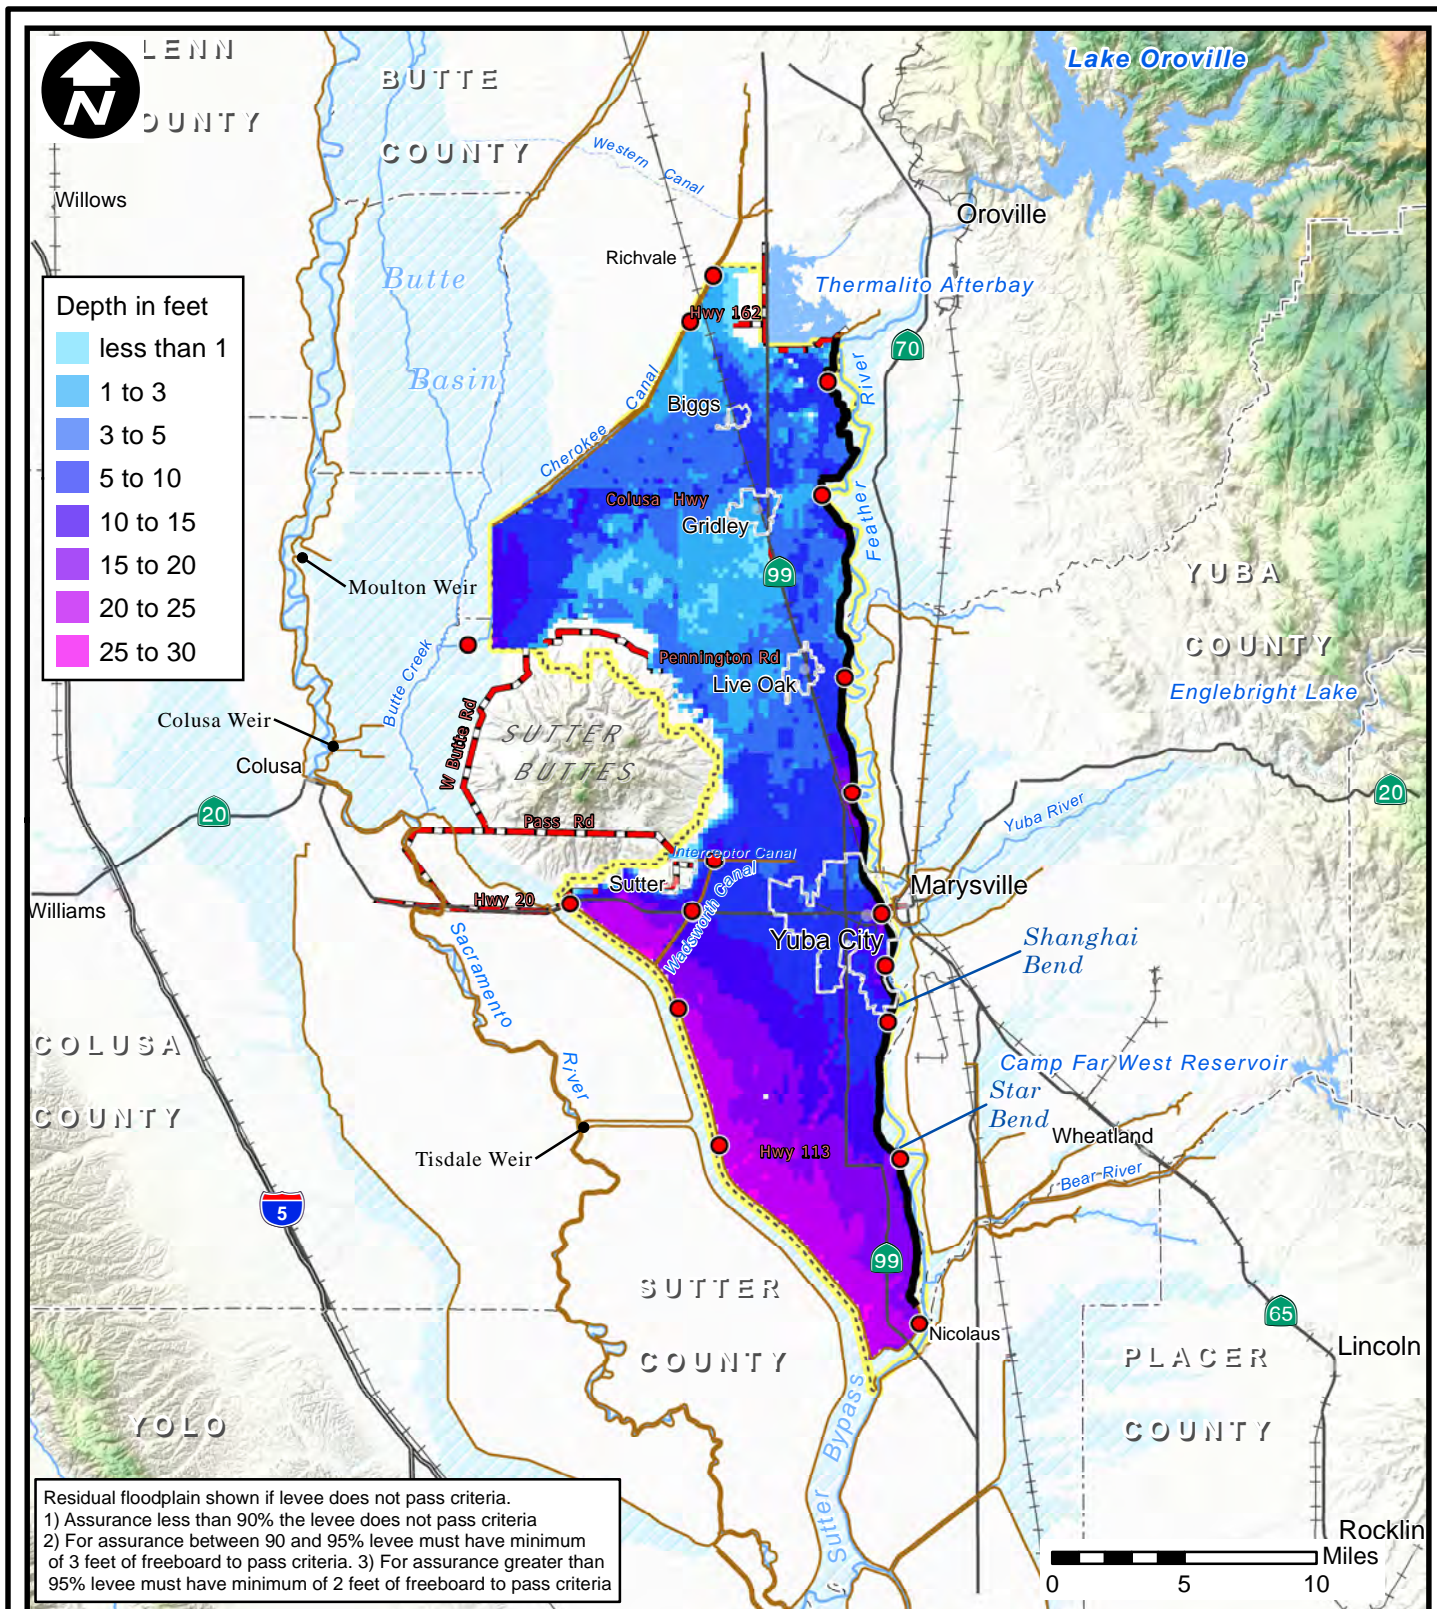 LENN
COUNTY
N
BUTTE
COUNTY
Lake Oroville
Western Canal
Willows
Oroville
Richvale
Butte
Basin
Thermalito Afterbay
Hwy 162
70
Depth in feet
less than 1
1 to 3
3 to 5
5 to 10
10 to 15
15 to 20
20 to 25
25 to 30
Feather River
Biggs
Cherokee Canal
Colusa Hwy
Gridley
Feather
99
Moulton Weir
YUBA
COUNTY
Butte Creek
Pennington Rd
Live Oak
Englebright Lake
Colusa Weir
W Butte Rd
SUTTER
BUTTES
Colusa
20
20
Pass Rd
Yuba River
Interceptor Canal
Sutter
Marysville
Hwy 20
Williams
Wadsworth Canal
Yuba City
Shanghai
Bend
Sacramento
River
COLUSA
COUNTY
Camp Far West Reservoir
Star
Bend
Wheatland
Tisdale Weir
Hwy 113
Bear River
5
99
SUTTER
COUNTY
65
Nicolaus
Lincoln
PLACER
COUNTY
YOLO
Sutter Bypass
Residual floodplain shown if levee does not pass criteria.
1) Assurance less than 90% the levee does not pass criteria
2) For assurance between 90 and 95% levee must have minimum
of 3 feet of freeboard to pass criteria. 3) For assurance greater than
95% levee must have minimum of 2 feet of freeboard to pass criteria
Rocklin
Miles
0 5 10